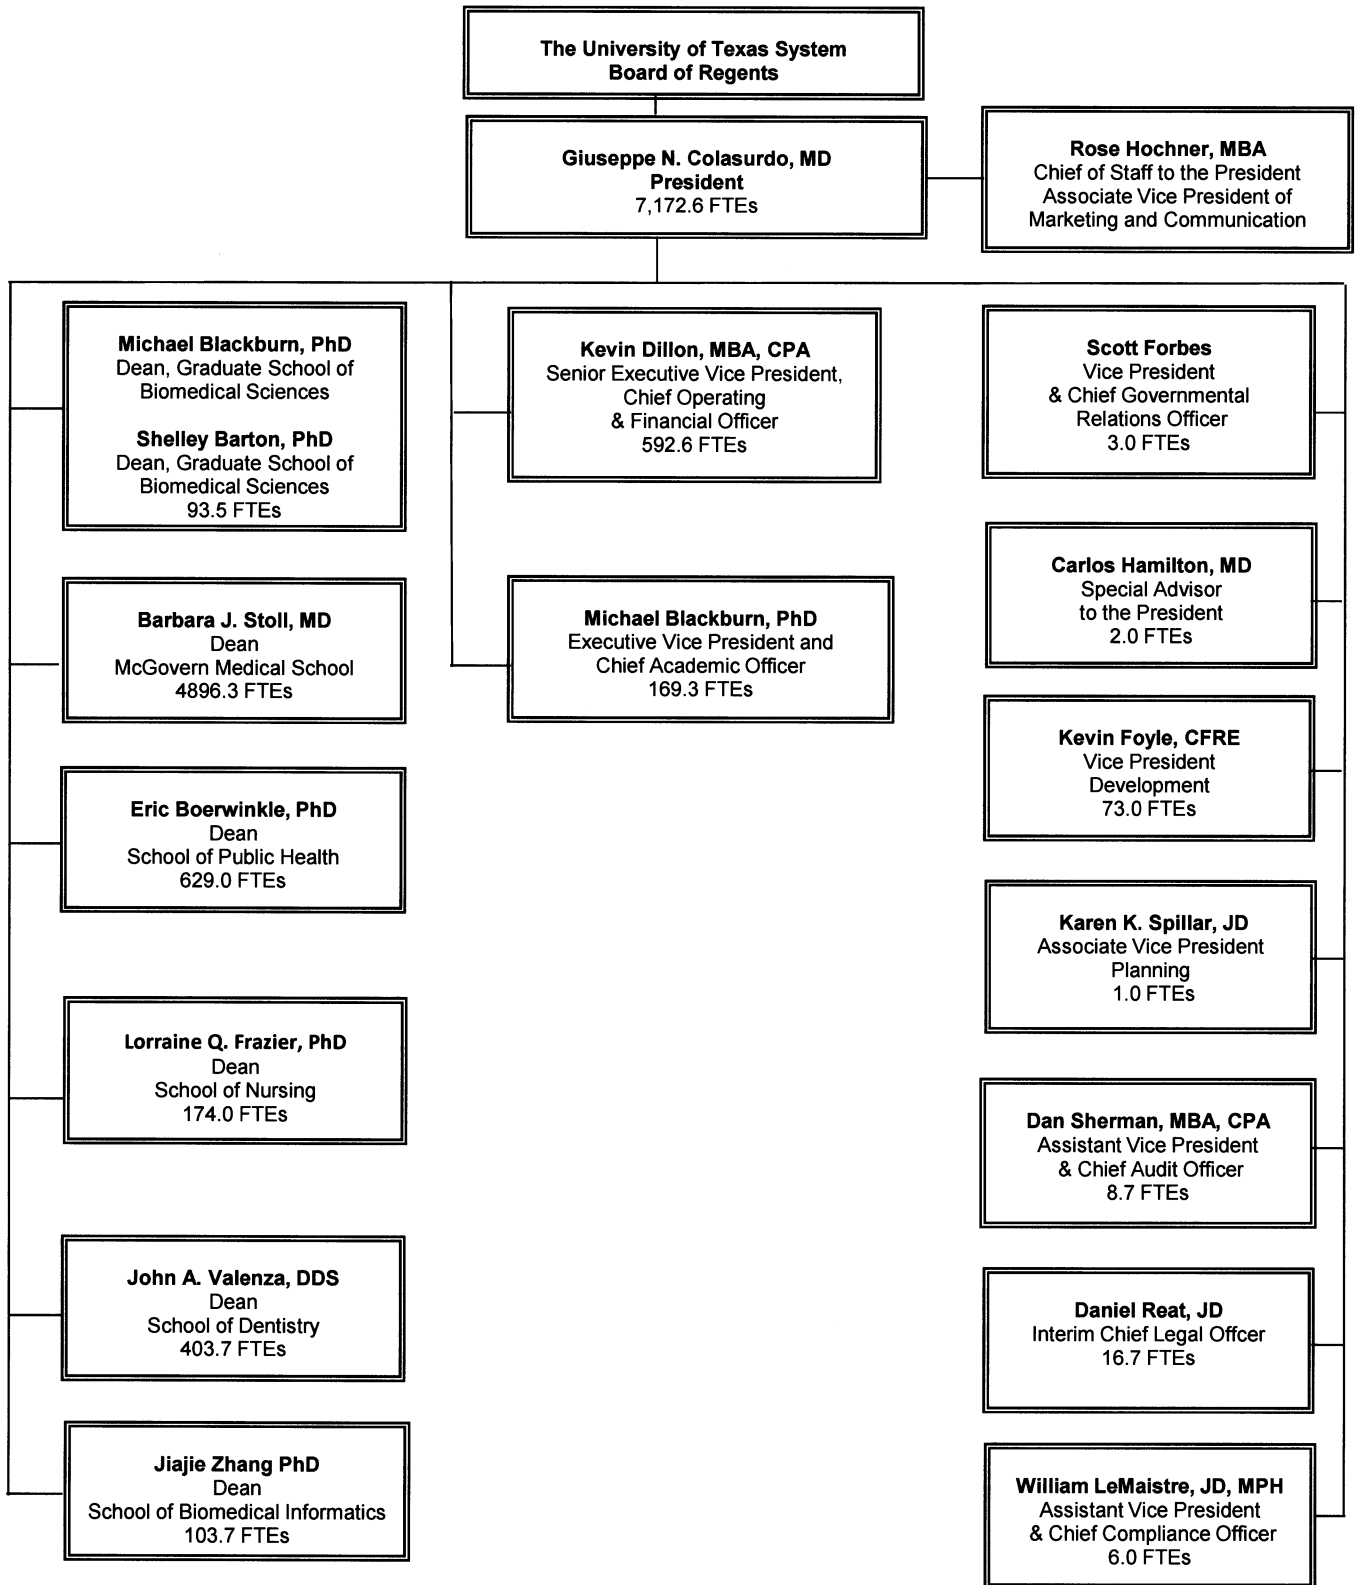 The University of Texas System
Board of Regents
Giuseppe N. Colasurdo, MD
President
7,172.6 FTEs
Rose Hochner, MBA
Chief of Staff to the President
Associate Vice President of
Marketing and Communication
Michael Blackburn, PhD
Dean, Graduate School of
Biomedical Sciences
Shelley Barton, PhD
Dean, Graduate School of
Biomedical Sciences
93.5 FTEs
Barbara J. Stoll, MD
Dean
McGovern Medical School
4896.3 FTEs
Eric Boerwinkle, PhD
Dean
School of Public Health
629.0 FTEs
Lorraine Q. Frazier, PhD
Dean
School of Nursing
174.0 FTEs
John A. Valenza, DDS
Dean
School of Dentistry
403.7 FTEs
Jiajie Zhang PhD
Dean
School of Biomedical Informatics
103.7 FTEs
Kevin Dillon, MBA, CPA
Senior Executive Vice President,
Chief Operating
& Financial Officer
592.6 FTEs
Michael Blackburn, PhD
Executive Vice President and
Chief Academic Officer
169.3 FTEs
Scott Forbes
Vice President
& Chief Governmental
Relations Officer
3.0 FTEs
Carlos Hamilton, MD
Special Advisor
to the President
2.0 FTEs
Kevin Foyle, CFRE
Vice President
Development
73.0 FTEs
Karen K. Spillar, JD
Associate Vice President
Planning
1.0 FTEs
Dan Sherman, MBA, CPA
Assistant Vice President
& Chief Audit Officer
8.7 FTEs
Daniel Reat, JD
Interim Chief Legal Offcer
16.7 FTEs
William LeMaistre, JD, MPH
Assistant Vice President
& Chief Compliance Officer
6.0 FTEs